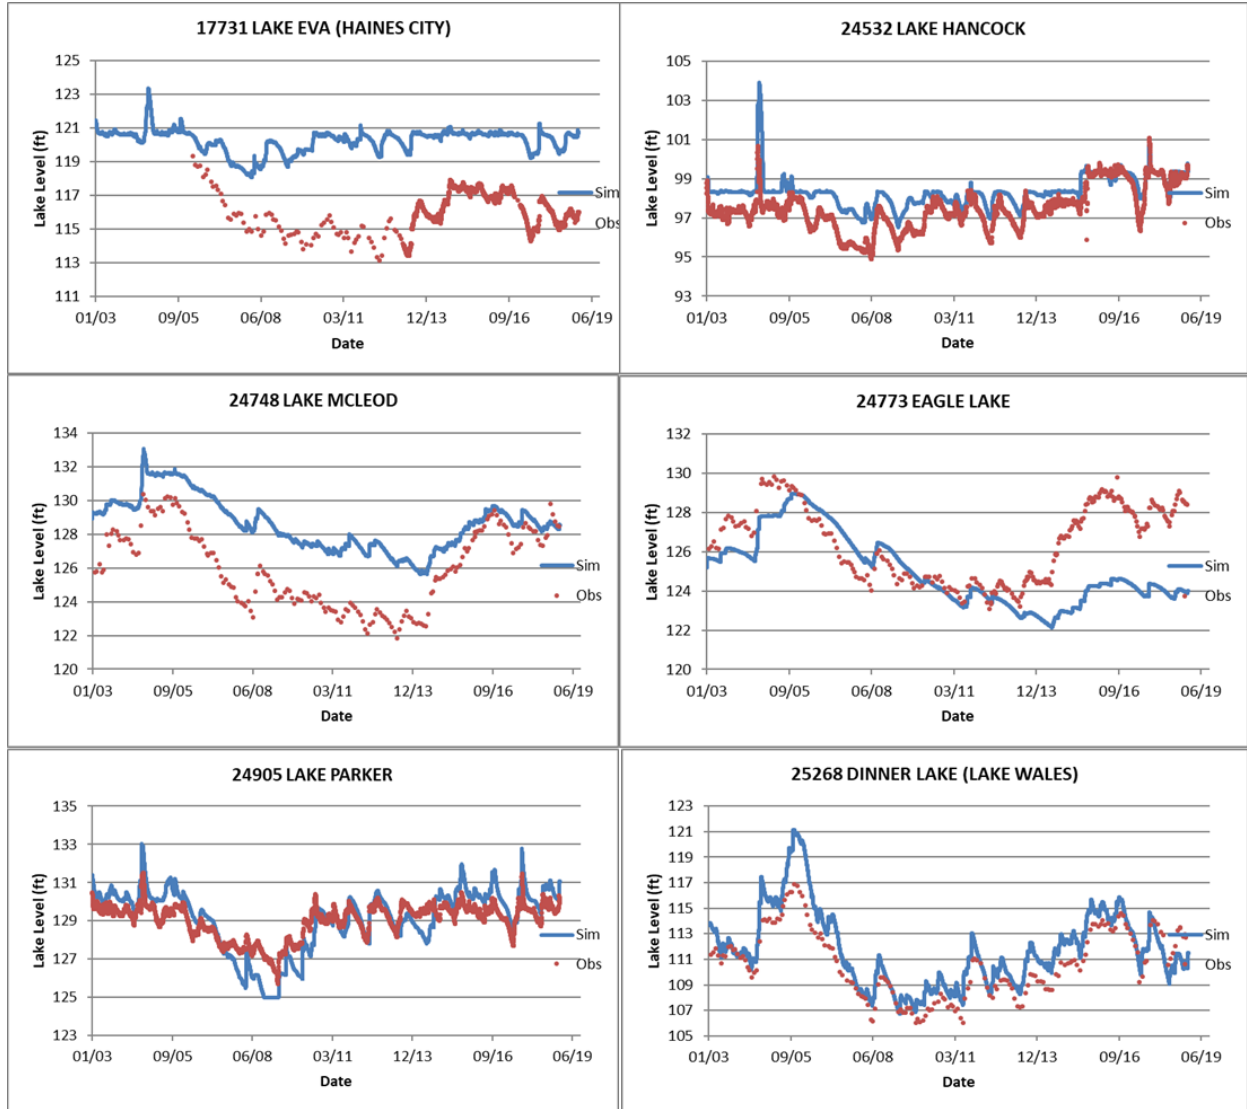 17731 LAKE EVA (HAINES CITY)
125
123
121
119
117
115
113
111
Lake Level (ft)
01/03 09/05 06/08 03/11 12/13 09/16 06/19
Date
Sim
Obs
24532 LAKE HANCOCK
105
103
101
99
97
95
93
Lake Level (ft)
01/03 09/05 06/08 03/11 12/13 09/16 06/19
Date
Sim
Obs
24748 LAKE MCLEOD
134
132
130
128
126
124
122
120
Lake Level (ft)
01/03 09/05 06/08 03/11 12/13 09/16 06/19
Date
Sim
Obs
24773 EAGLE LAKE
132
130
128
126
124
122
120
Lake Level (ft)
01/03 09/05 06/08 03/11 12/13 09/16 06/19
Date
Sim
Obs
24905 LAKE PARKER
135
133
131
129
127
125
123
Lake Level (ft)
01/03 09/05 06/08 03/11 12/13 09/16 06/19
Date
Sim
Obs
25268 DINNER LAKE (LAKE WALES)
123
121
119
117
115
113
111
109
107
105
Lake Level (ft)
01/03 09/05 06/08 03/11 12/13 09/16 06/19
Date
Sim
Obs